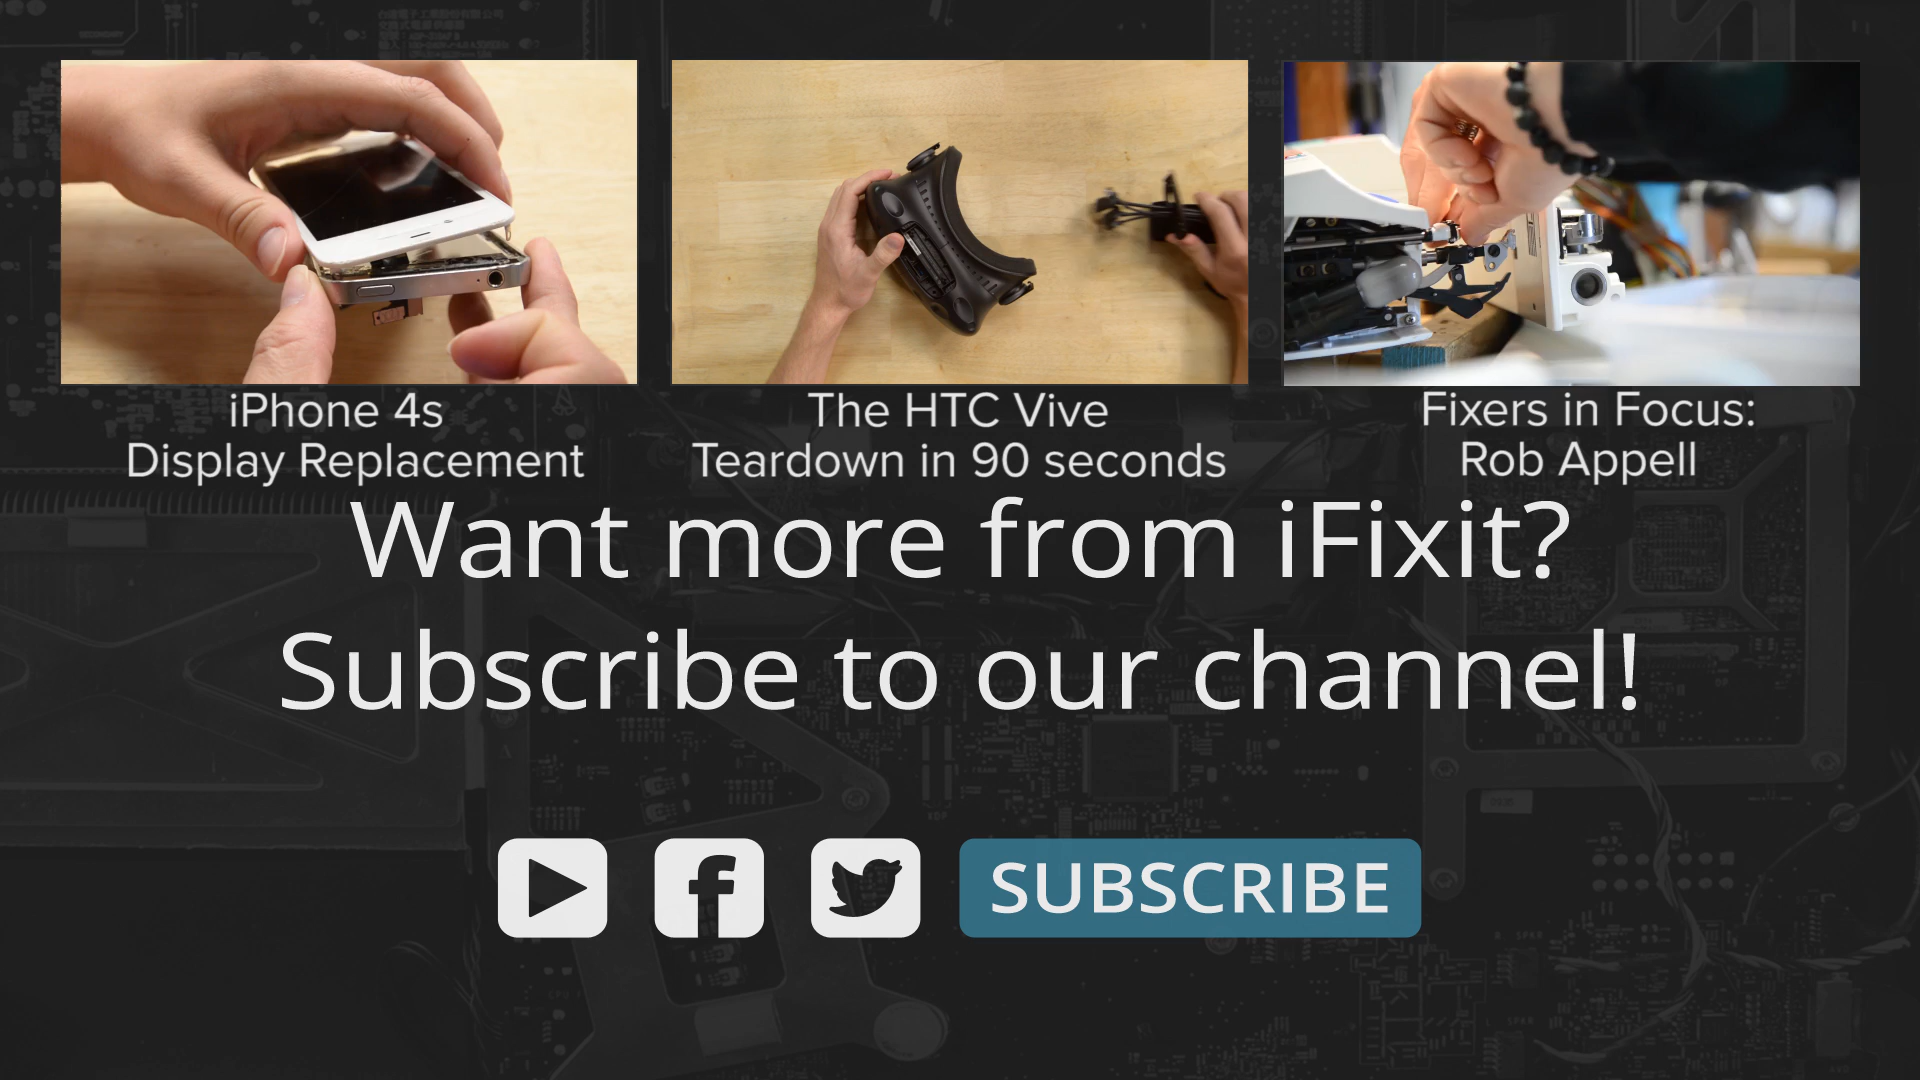 iPhone 4s
Display Replacement
The HTC Vive
Teardown in 90 seconds
Fixers in Focus:
Rob Appell
Want more from iFixit?
Subscribe to our channel!
SUBSCRIBE